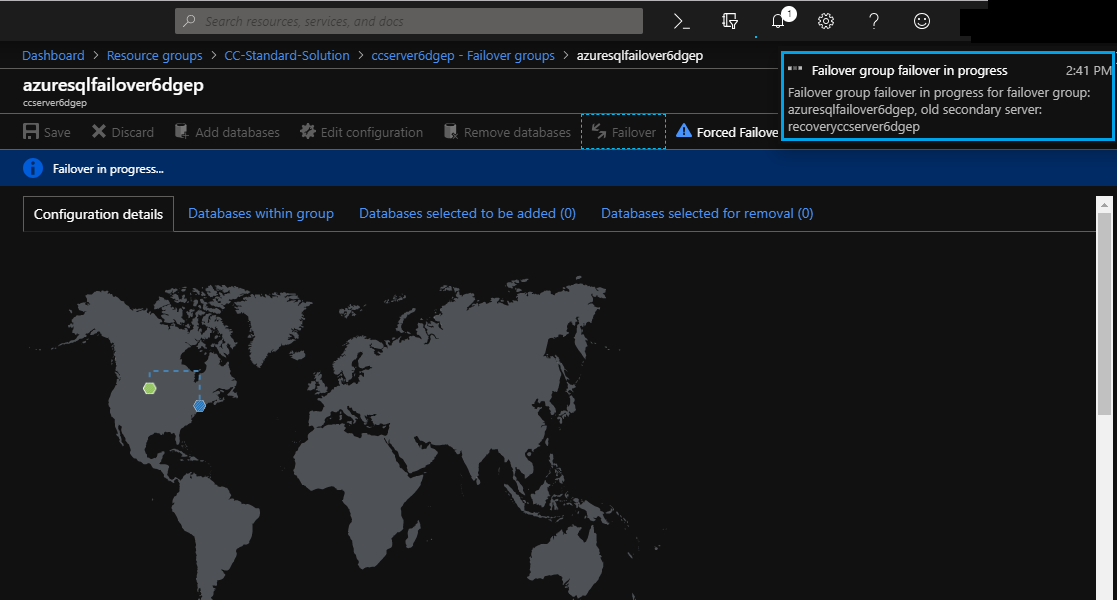 Search resources, services, and docs
1
Dashboard > Resource groups > CC-Standard-Solution > ccserver6dgep - Failover groups > azuresqlfailover6dgep
azuresqlfailover6dgep
ccserver6dgep
Failover group failover in progress 2:41 PM
Failover group failover in progress for failover group:
azuresqlfailover6dgep, old secondary server:
recoveryccserver6dgep
Save Discard Add databases Edit configuration Remove databases Failover Forced Failove
Failover in progress...
Configuration details Databases within group Databases selected to be added (0) Databases selected for removal (0)